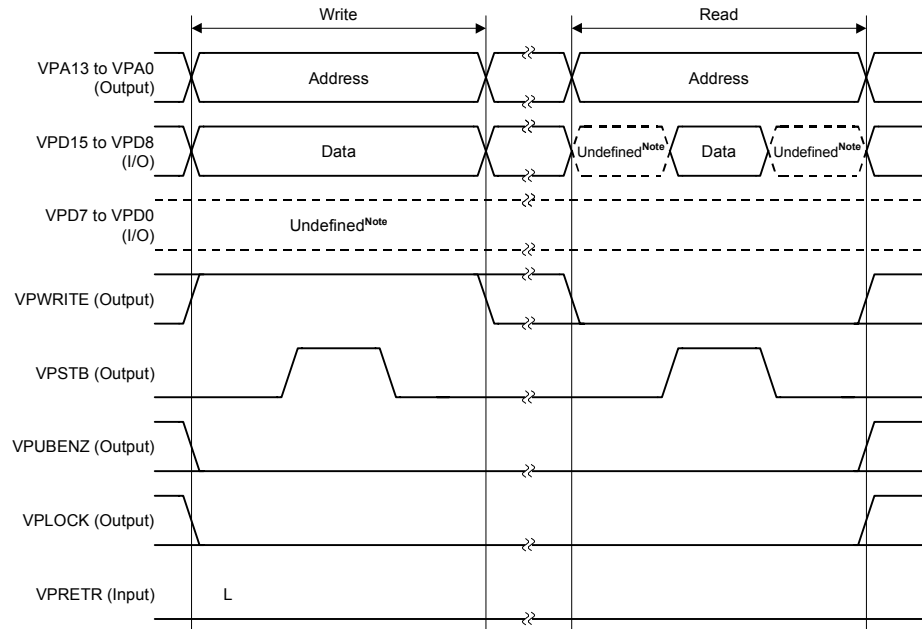 Write
Read
VPA13 to VPA0
(Output)
Address
Address
VPD15 to VPD8
(I/O)
Data
UndefinedNote
Data
UndefinedNote
VPD7 to VPD0
(I/O)
UndefinedNote
VPWRITE (Output)
VPSTB (Output)
VPUBENZ (Output)
VPLOCK (Output)
VPRETR (Input)
L